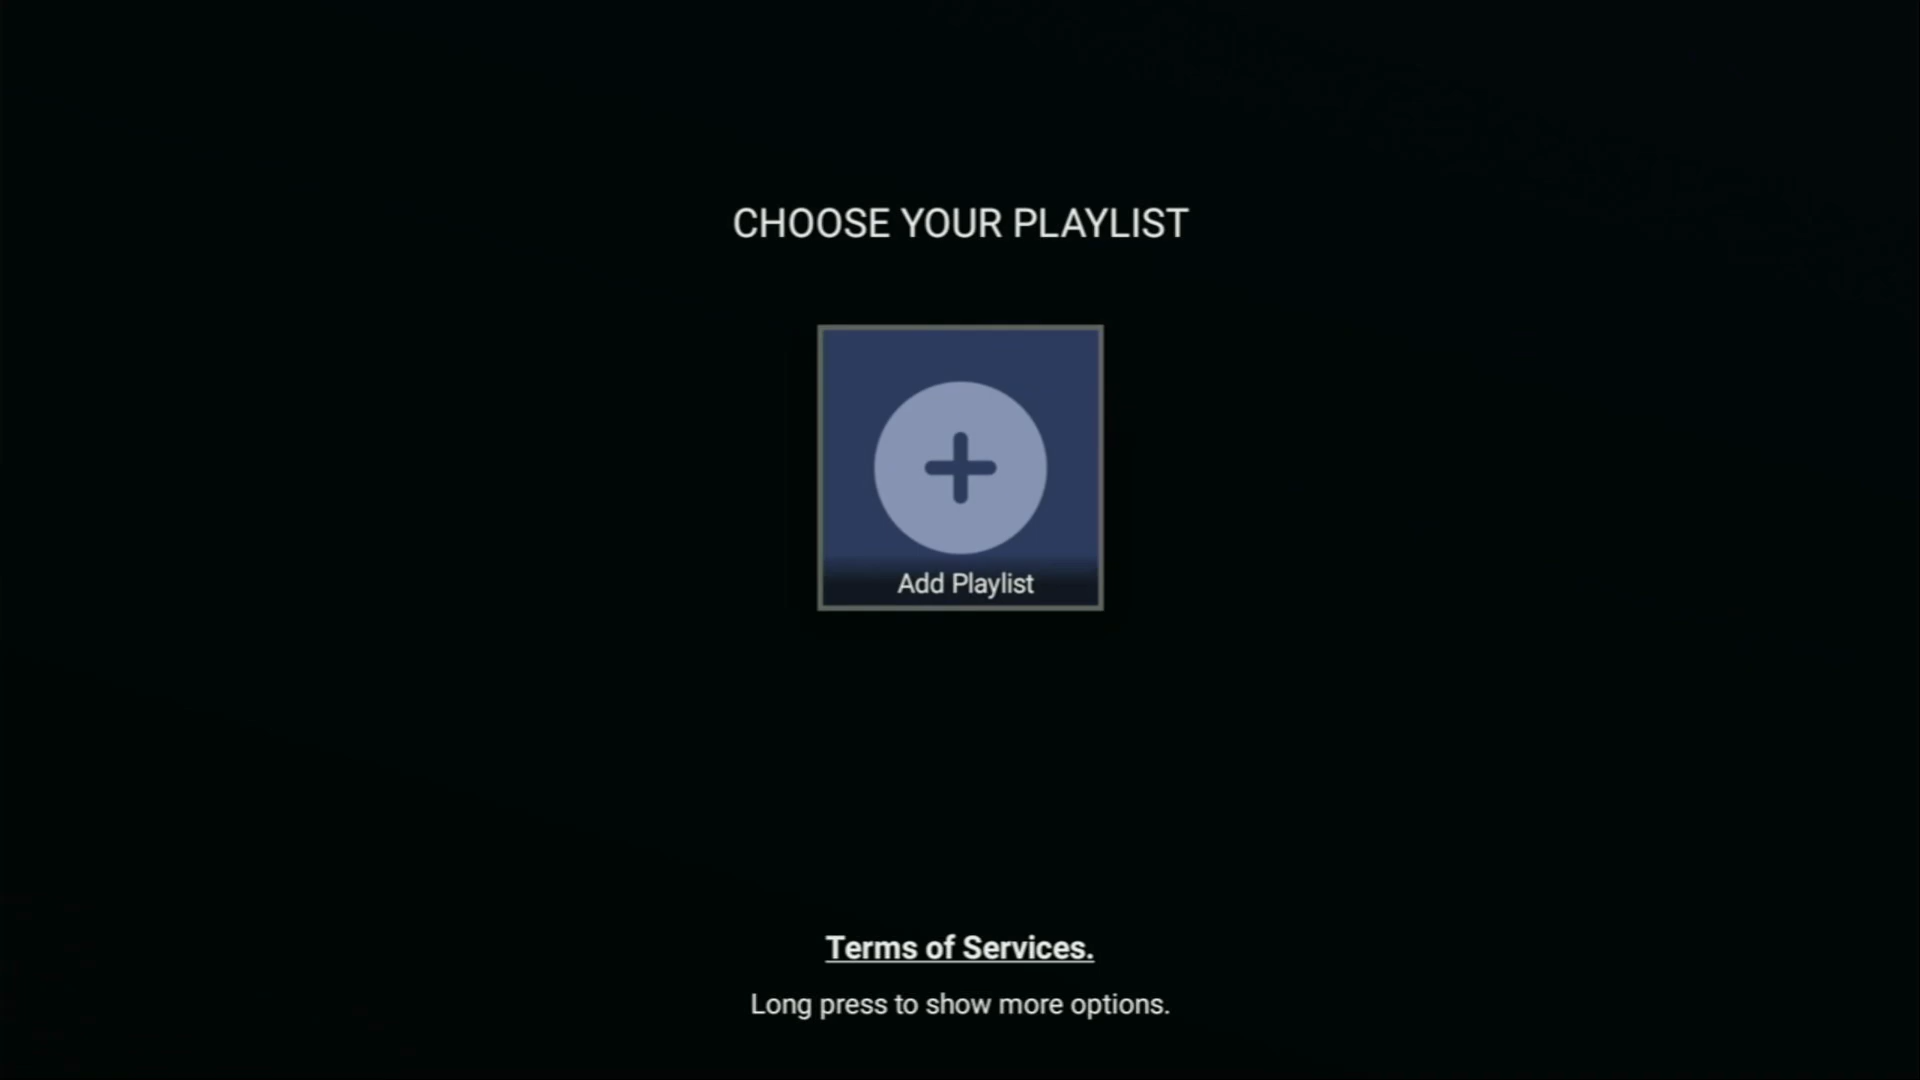 CHOOSE YOUR PLAYLIST
Add Playlist
Terms of Services.
Long press to show more options.